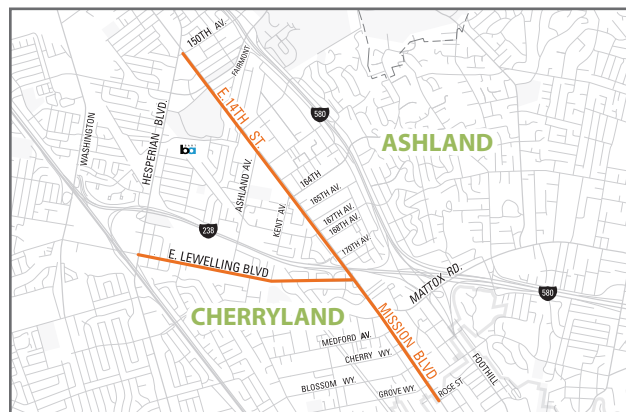 150TH AV.
FAIRMONT
E.14TH ST.
580
HESPERIAN BLVD.
WASHINGTON
ba
ASHLAND
ASHLAND AV.
164TH
165TH AV.
KENT AV.
167TH AV.
168TH AV.
238
170TH AV.
E. LEWELLING BLVD
MATTOX RD.
580
CHERRYLAND
MISSION BLVD
MEDFORD AV.
CHERRY WY.
FOOTHILL
BLOSSOM WY.
GROVE WY.
ROSE ST